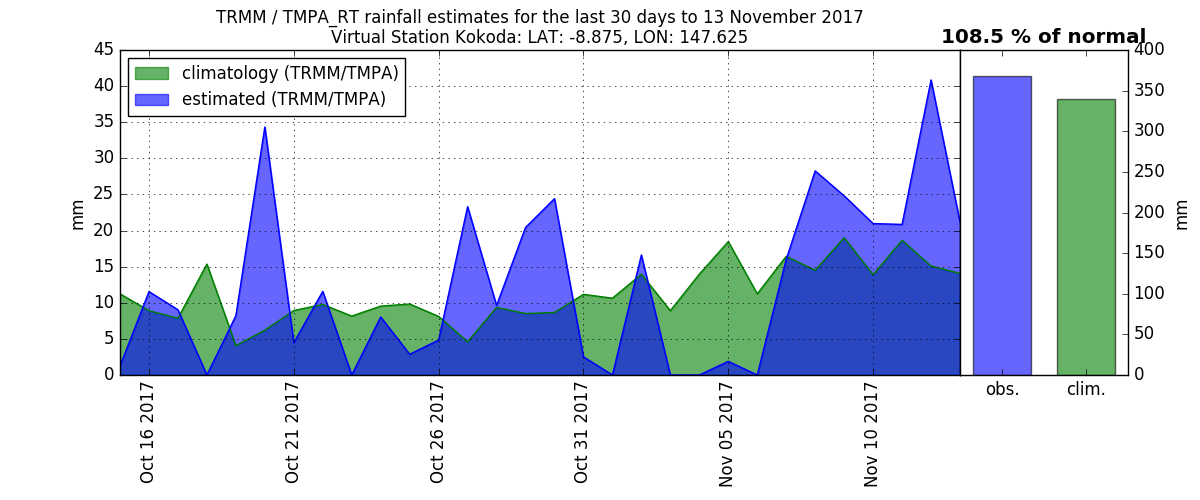 TRMM / TMPA_RT rainfall estimates for the last 30 days to 13 November 2017
Virtual Station Kokoda: LAT: -8.875, LON: 147.625
108.5 % of normal
climatology (TRMM/TMPA)
estimated (TRMM/TMPA)
45
40
35
30
25
20
15
10
5
0
mm
Oct 16 2017
Oct 21 2017
Oct 26 2017
Oct 31 2017
Nov 05 2017
Nov 10 2017
400
350
300
250
200
150
100
50
0
mm
obs.
clim.